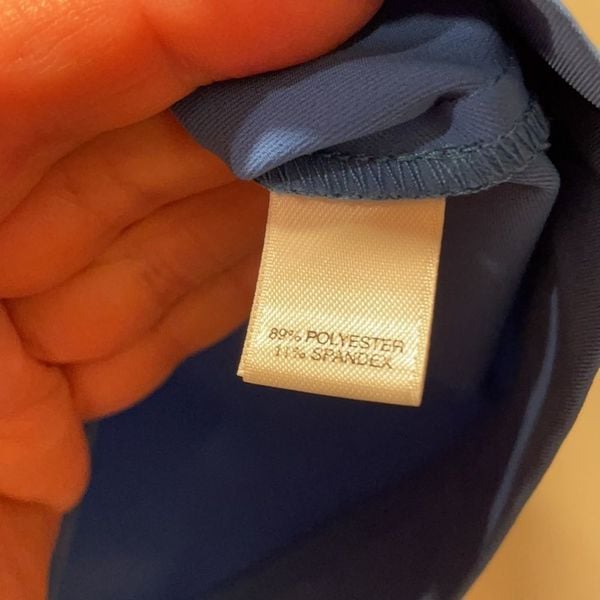 89% POLYESTER
11% SPANDEX